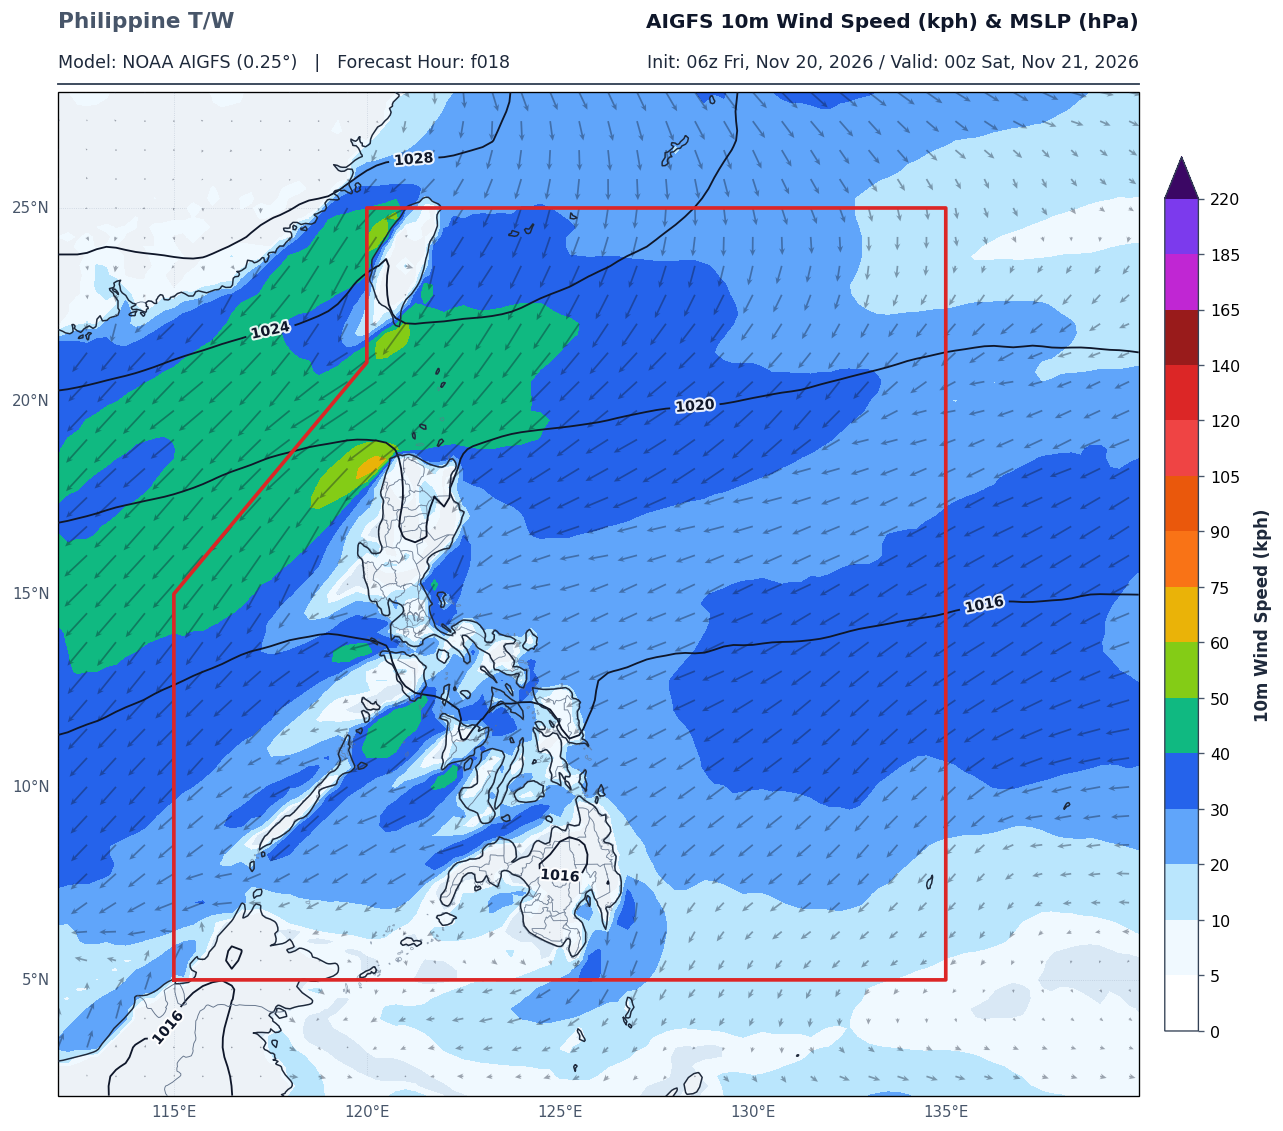 Philippine T/W
AIGFS 10m Wind Speed (kph) & MSLP (hPa)
Model: NOAA AIGFS (0.25°) | Forecast Hour: f018
Init: 06z Fri, Nov 20, 2026 / Valid: 00z Sat, Nov 21, 2026
1028
1024
1020
1016
1016
1016
25°N
20°N
15°N
10°N
5°N
115°E
120°E
125°E
130°E
135°E
220
185
165
140
120
105
90
75
60
50
40
30
20
10
5
0
10m Wind Speed (kph)